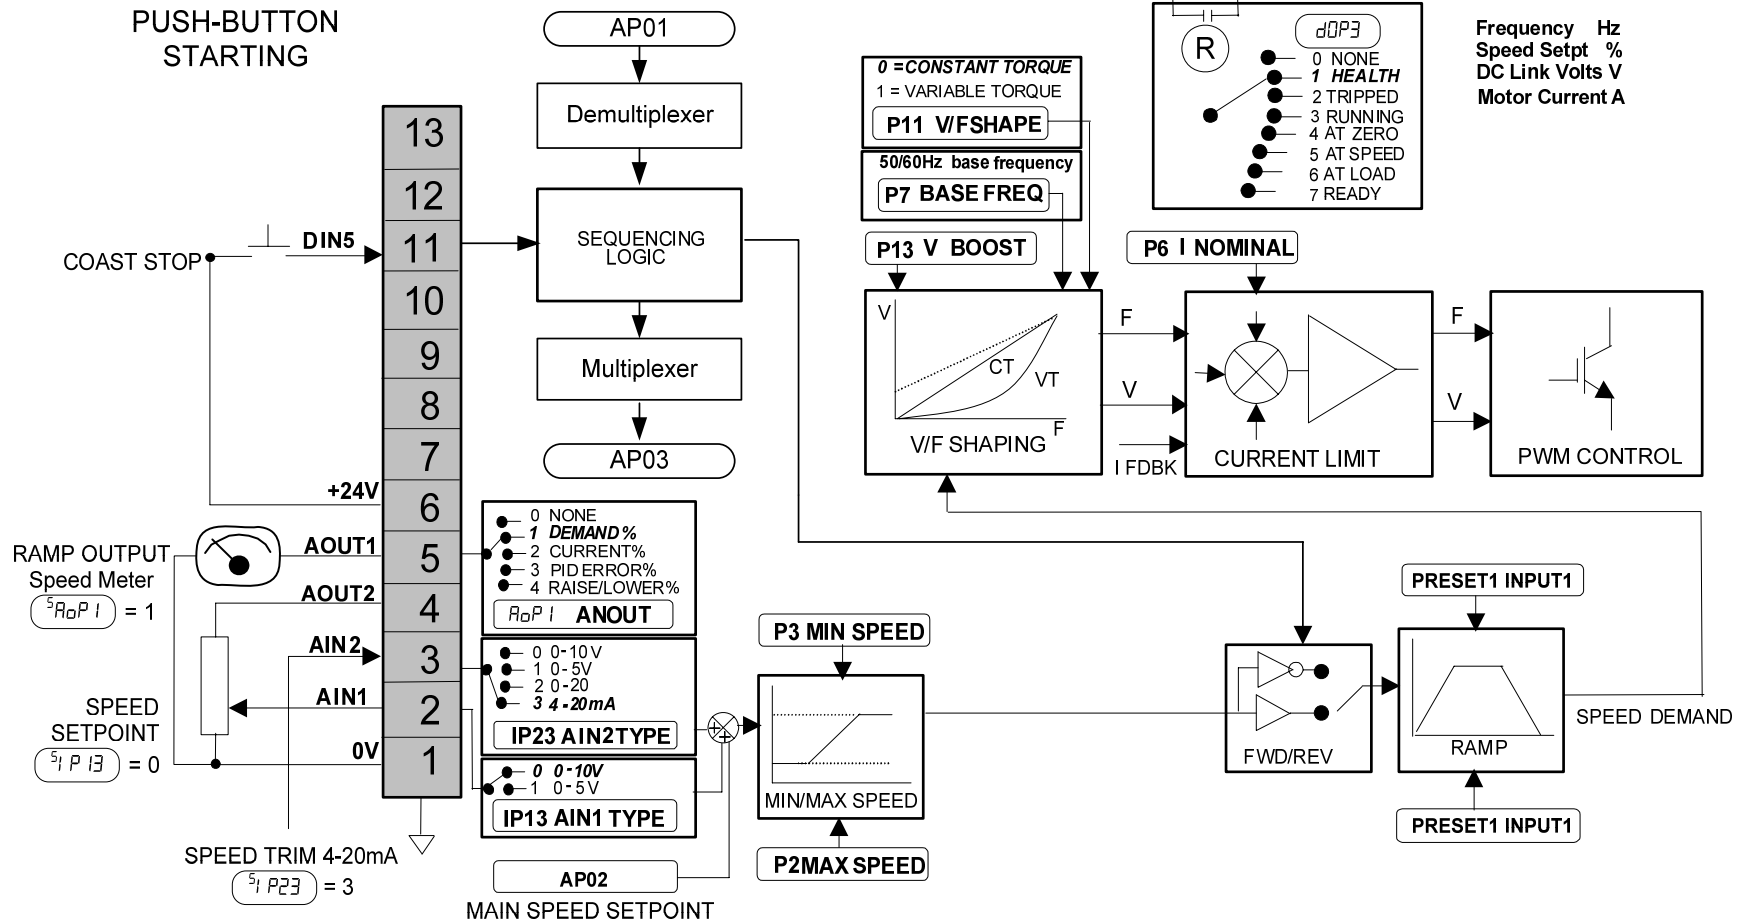 PUSH-BUTTON
STARTING
AP01
Demultiplexer
SEQUENCING
LOGIC
Multiplexer
AP03
13
12
11
10
9
8
7
6
5
4
3
2
1
COAST STOP
DIN5
+24V
RAMP OUTPUT
Speed Meter
SAoP1 = 1
AOUT1
AOUT2
AIN2
AIN1
0V
SPEED
SETPOINT
SIP13 = 0
SPEED TRIM 4-20mA
SIP23 = 3
0 NONE
1 DEMAND%
2 CURRENT%
3 PID ERROR%
4 RAISE/LOWER%
AoP1 ANOUT
0 0-10V
1 0-5V
2 0-20
3 4-20mA
IP23 AIN2TYPE
0 0-10V
1 0-5V
IP13 AIN1 TYPE
AP02
MAIN SPEED SETPOINT
+
+
P3 MIN SPEED
MIN/MAX SPEED
P2MAX SPEED
0 =CONSTANT TORQUE
1 = VARIABLE TORQUE
P11 V/FSHAPE
50/60Hz base frequency
P7 BASE FREQ
P13 V BOOST
V
CT
VT
F
V/F SHAPING
R
dOP3
0 NONE
1 HEALTH
2 TRIPPED
3 RUNNING
4 AT ZERO
5 AT SPEED
6 AT LOAD
7 READY
Frequency Hz
Speed Setpt %
DC Link Volts V
Motor Current A
P6 I NOMINAL
F
V
I FDBK
CURRENT LIMIT
F
V
PWM CONTROL
FWD/REV
PRESET1 INPUT1
RAMP
PRESET1 INPUT1
SPEED DEMAND